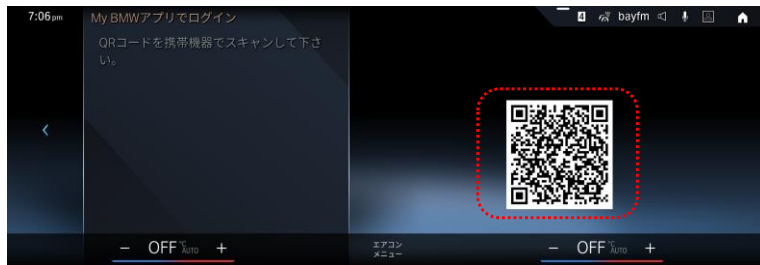 7:06pm
My BMWアプリでログイン
4
bayfm
QRコードを携帯機器でスキャンして下さ
い。
− OFF °C AUTO +
エアコン
メニュー
− OFF °C AUTO +